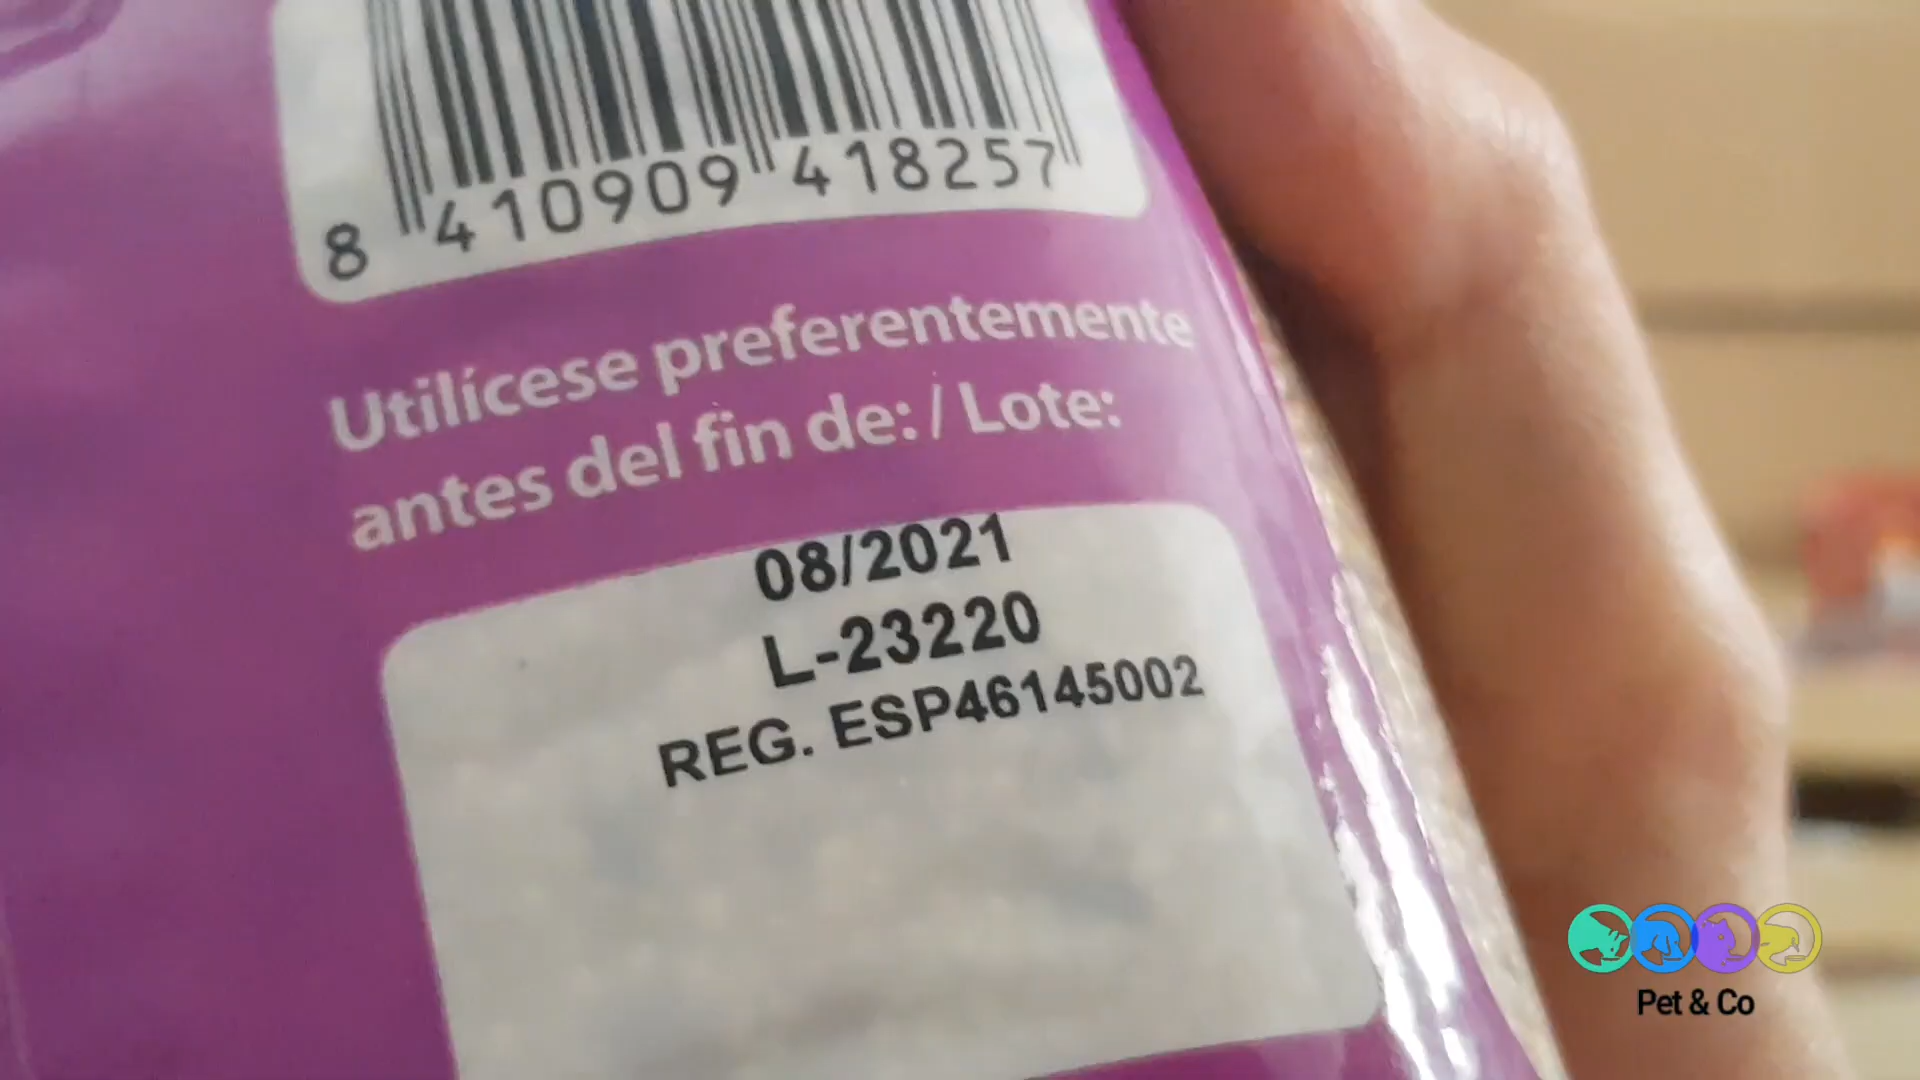 8 410909 418257
Utilícese preferentemente
antes del fin de: / Lote:
08/2021
L-23220
REG. ESP46145002
Pet & Co